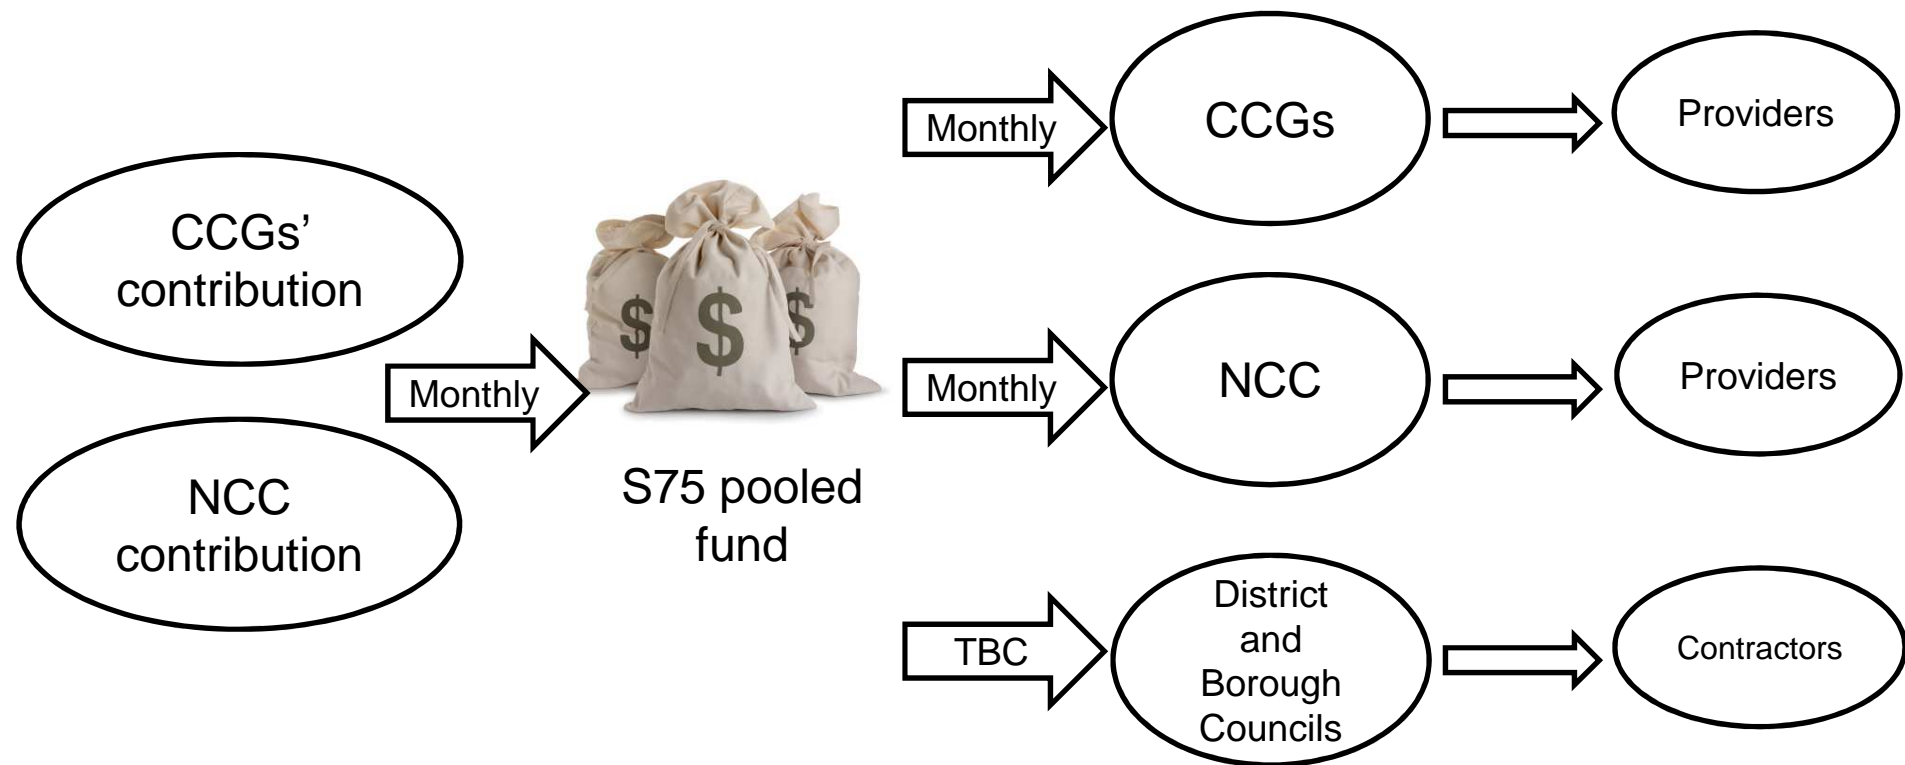 CCGs’
contribution
NCC
contribution
Monthly
$ $ $
S75 pooled
fund
Monthly
CCGs
Providers
Monthly
NCC
Providers
TBC
District
and
Borough
Councils
Contractors